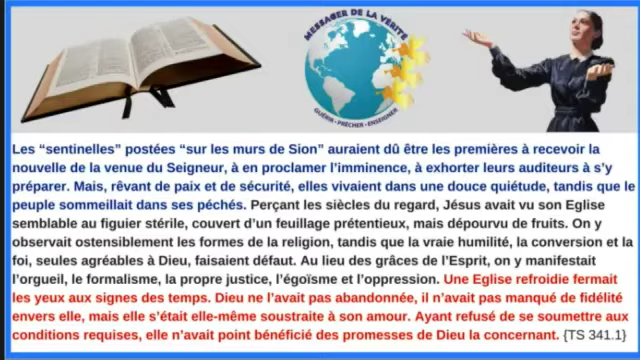 MESSAGER DE LA VÉRITÉ
GUÉRIR - PRÊCHER - ENSEIGNER
Les “sentinelles” postées “sur les murs de Sion” auraient dû être les premières à recevoir la
nouvelle de la venue du Seigneur, à en proclamer l’imminence, à exhorter leurs auditeurs à s’y
préparer. Mais, rêvant de paix et de sécurité, elles vivaient dans une douce quiétude, tandis que le
peuple sommeillait dans ses péchés. Perçant les siècles du regard, Jésus avait vu son Eglise
semblable au figuier stérile, couvert d’un feuillage prétentieux, mais dépourvu de fruits. On y
observait ostensiblement les formes de la religion, tandis que la vraie humilité, la conversion et la
foi, seules agréables à Dieu, faisaient défaut. Au lieu des grâces de l’Esprit, on y manifestait
l’orgueil, le formalisme, la propre justice, l’égoïsme et l’oppression. Une Eglise refroidie fermait
les yeux aux signes des temps. Dieu ne l’avait pas abandonnée, il n’avait pas manqué de fidélité
envers elle, mais elle s’était elle-même soustraite à son amour. Ayant refusé de se soumettre aux
conditions requises, elle n’avait point bénéficié des promesses de Dieu la concernant. {TS 341.1}